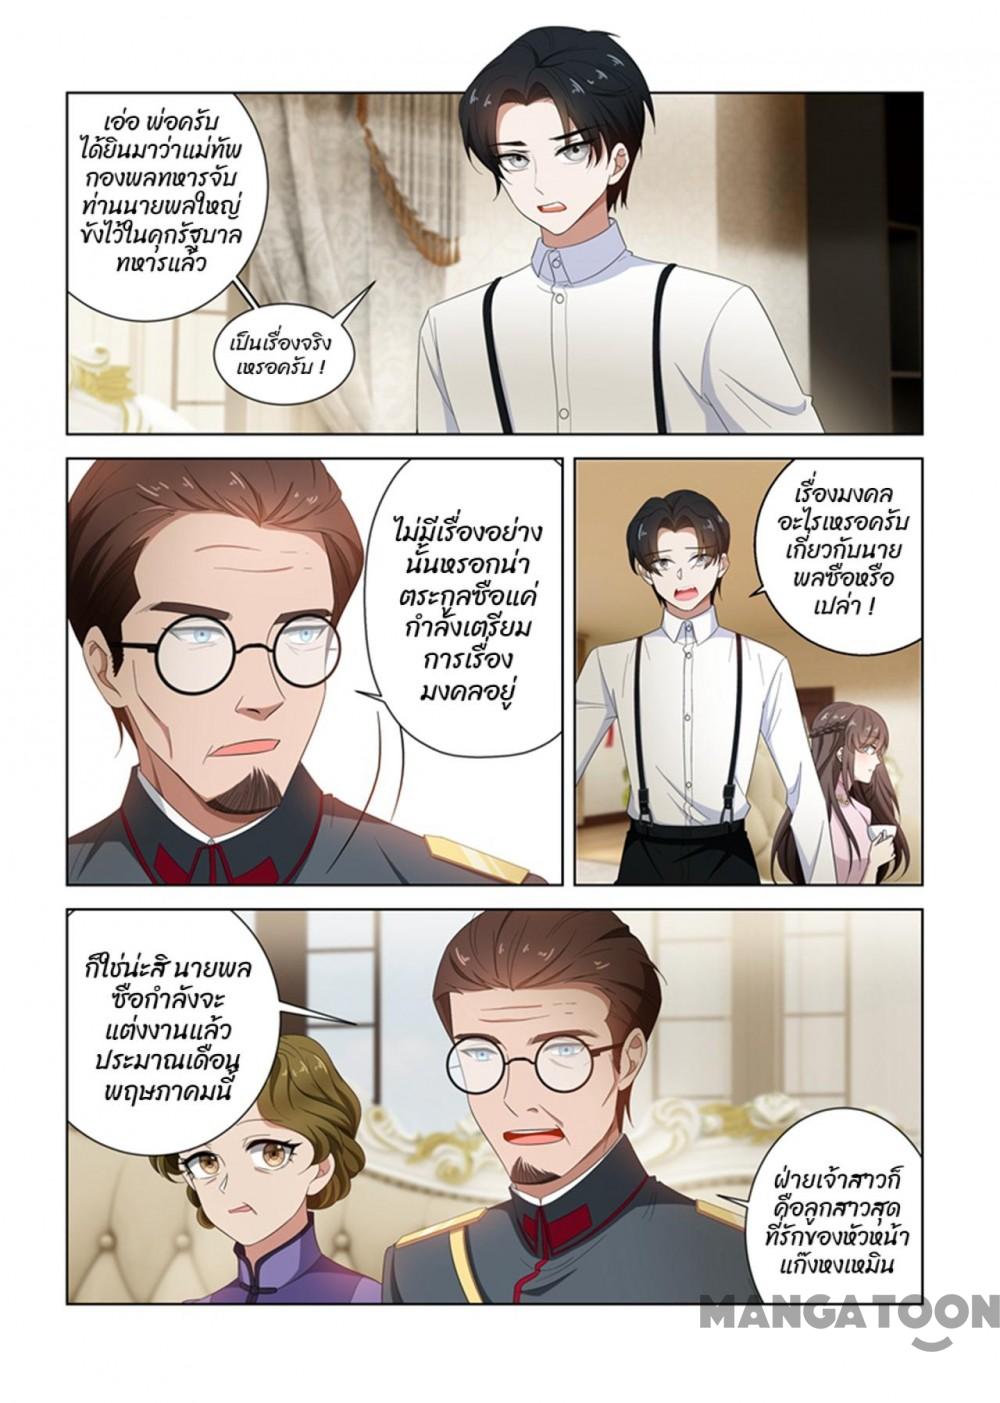 เอ่อ พ่อครับ
ได้ยินมาว่าแม่ทัพ
กองพลทหารจับ
ท่านนายพลใหญ่
ขังไว้ในคุกรัฐบาล
ทหารแล้ว
เป็นเรื่องจริง
เหรอครับ !
ไม่มีเรื่องอย่าง
นั้นหรอกน่า
ตระกูลซือแค่
กำลังเตรียม
การเรื่อง
มงคลอยู่
เรื่องมงคล
อะไรเหรอครับ
เกี่ยวกับนาย
พลซือหรือ
เปล่า !
ก็ใช่น่ะสิ นายพล
ซือกำลังจะ
แต่งงานแล้ว
ประมาณเดือน
พฤษภาคมนี้
ฝ่ายเจ้าสาวก็
คือลูกสาวสุด
ที่รักของหัวหน้า
แก๊งหงเหมิน
MANGATOON